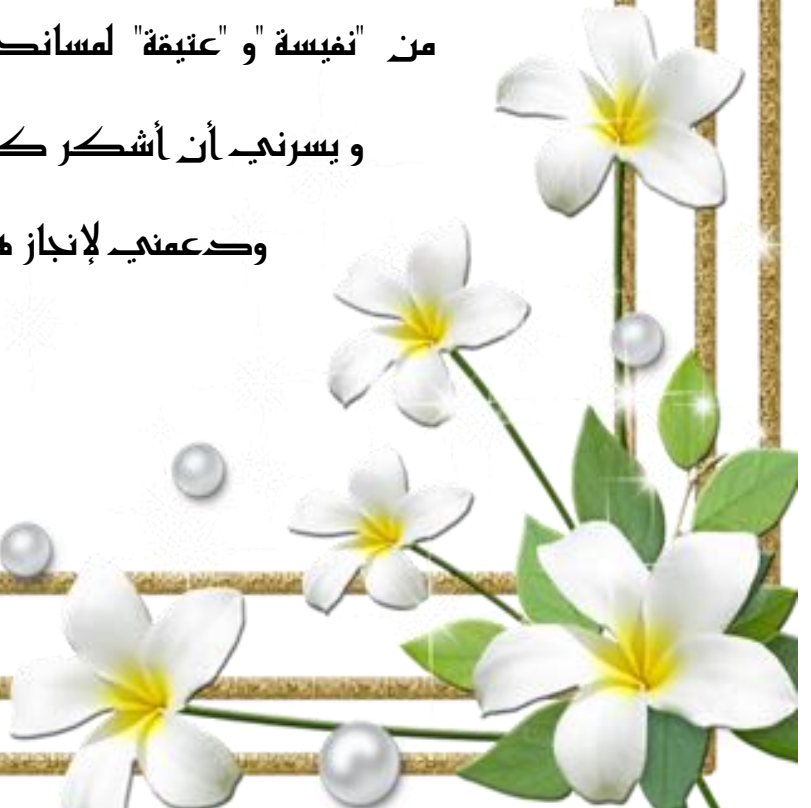 من "نفيسة "و "عتيقة" لمساند
و يسرني أن أشكر
ودعمني لإنجاز